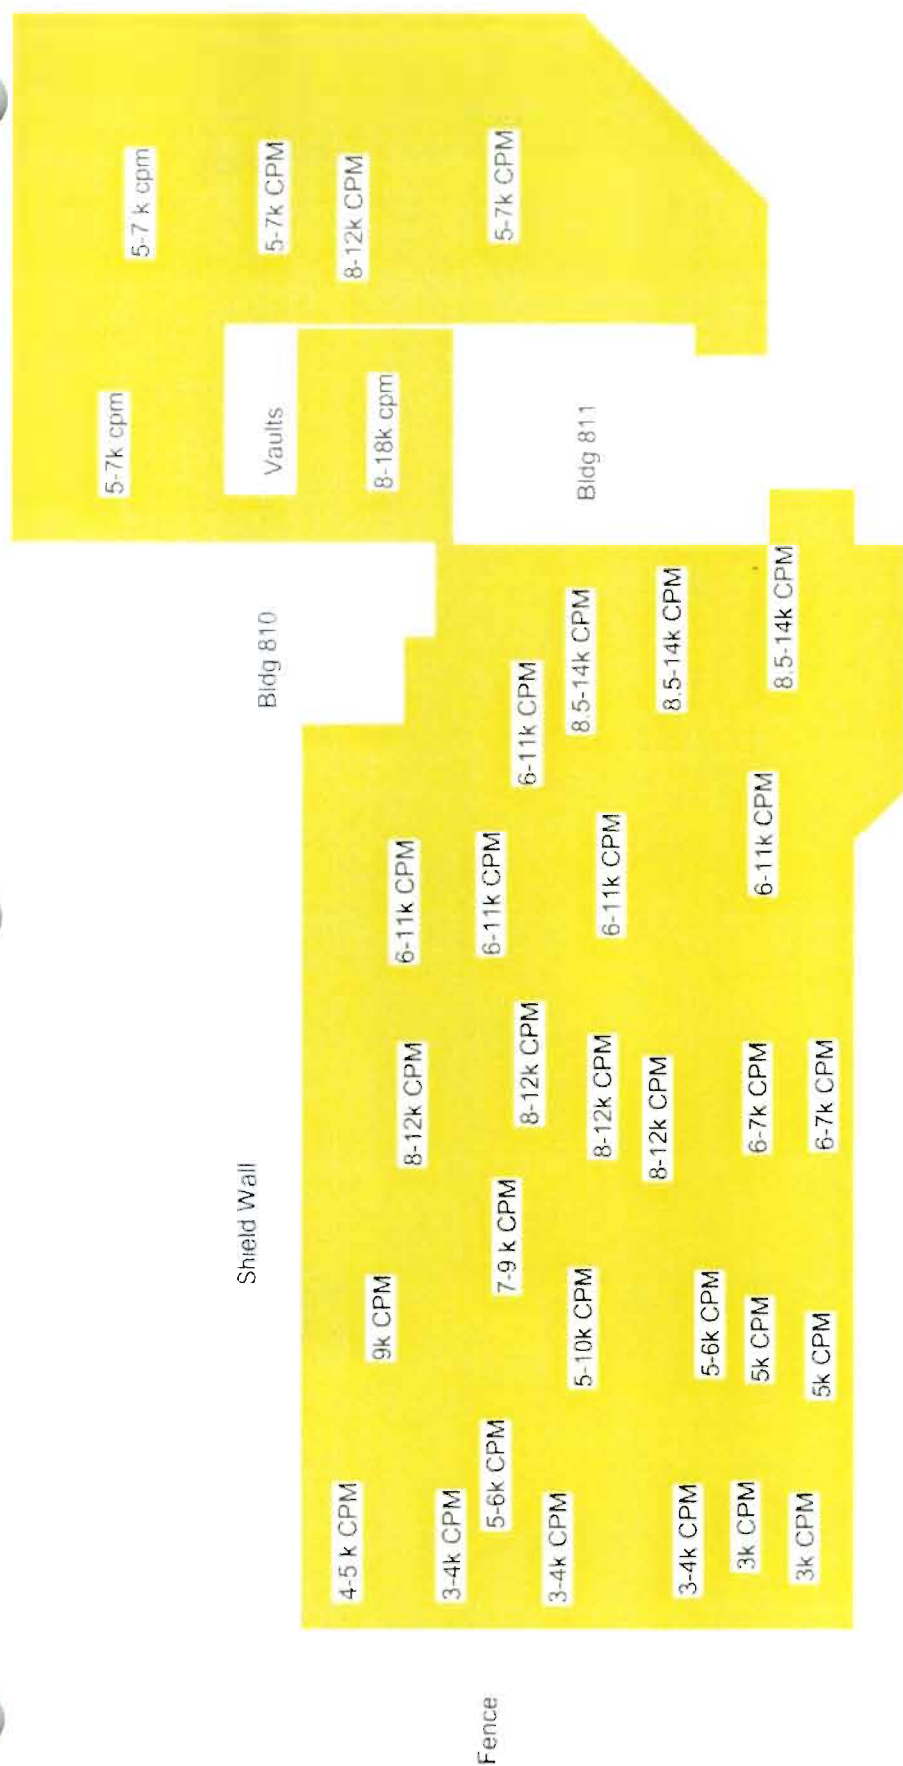 5-7 k cpm
5-7k CPM
8-12k CPM
5-7k CPM
5-7k cpm
Vaults
8-18k cpm
Bldg 811
Bldg 810
6-11k CPM
8.5-14k CPM
8.5-14k CPM
8.5-14k CPM
6-11k CPM
6-11k CPM
6-11k CPM
6-11k CPM
8-12k CPM
8-12k CPM
8-12k CPM
8-12k CPM
6-7k CPM
6-7k CPM
Shield Wall
9k CPM
7-9 k CPM
5-10k CPM
5-6k CPM
5k CPM
5k CPM
4-5 k CPM
3-4k CPM
5-6k CPM
3-4k CPM
3-4k CPM
3k CPM
3k CPM
Fence